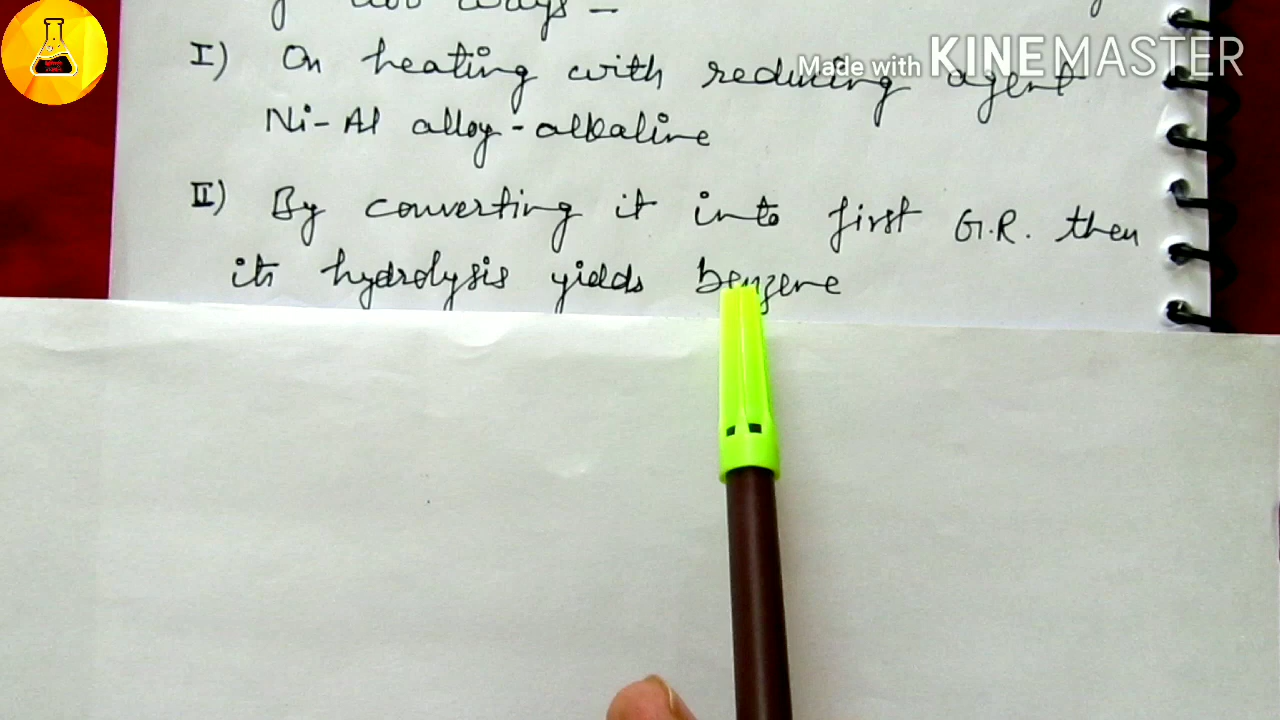 ways -
I) On heating with reducing agent
Made with KINEMASTER
Ni-Al alloy-alkaline
II) By converting it into first G.R. then
its hydrolysis yields benzene